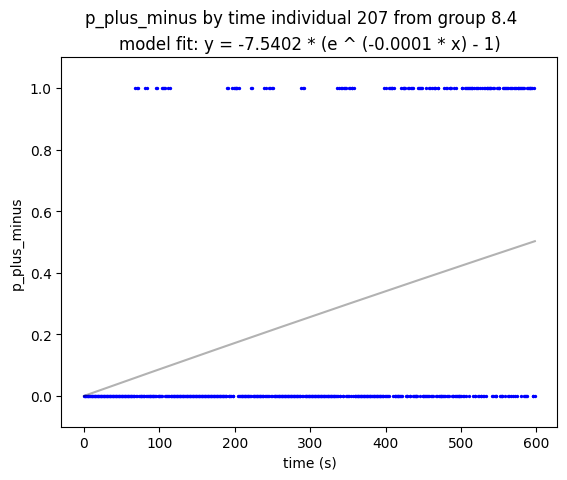 p_plus_minus by time individual 207 from group 8.4
model fit: y = -7.5402 * (e ^ (-0.0001 * x) - 1)
1.0
0.8
0.6
0.4
0.2
0.0
p_plus_minus
0 100 200 300 400 500 600
time (s)